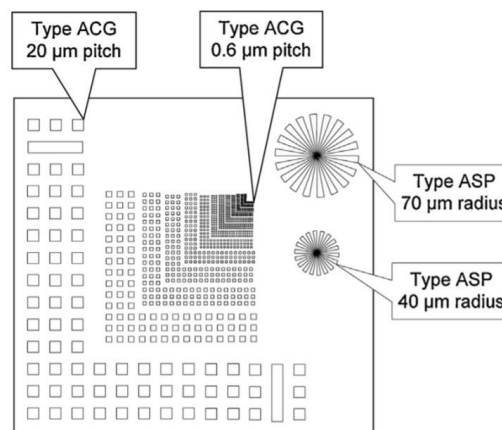 Type ACG
20 µm pitch
Type ACG
0.6 µm pitch
Type ASP
70 µm radius
Type ASP
40 µm radius